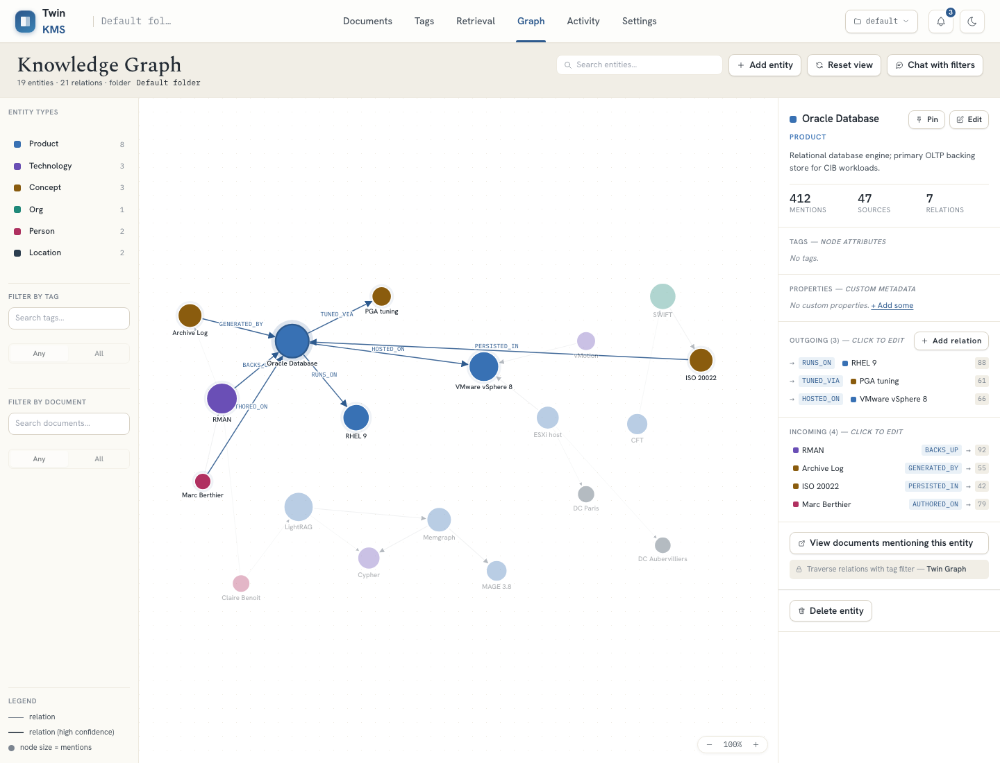 Twin
KMS
Default fol…
Documents
Tags
Retrieval
Graph
Activity
Settings
default
3
Knowledge Graph
19 entities · 21 relations · folder Default folder
Search entities…
Add entity
Reset view
Chat with filters
ENTITY TYPES
Product 8
Technology 3
Concept 3
Org 1
Person 2
Location 2
FILTER BY TAG
Search tags…
Any All
FILTER BY DOCUMENT
Search documents…
Any All
LEGEND
relation
relation (high confidence)
node size = mentions
SWIFT
PGA tuning
TUNED_VIA
GENERATED_BY
Archive Log
PERSISTED_IN
HOSTED_ON
vMotion
BACKS_U
Oracle Database
RUNS_ON
VMware vSphere 8
ISO 20022
THORED_ON
RMAN
RHEL 9
ESXi host
CFT
Marc Berthier
DC Paris
LightRAG
Memgraph
DC Aubervilliers
Cypher
MAGE 3.8
Claire Benoit
− 100% +
Oracle Database
Pin
Edit
PRODUCT
Relational database engine; primary OLTP backing
store for CIB workloads.
412 47 7
MENTIONS SOURCES RELATIONS
TAGS — NODE ATTRIBUTES
No tags.
PROPERTIES — CUSTOM METADATA
No custom properties. + Add some
OUTGOING (3) — CLICK TO EDIT
Add relation
→ RUNS_ON RHEL 9 88
→ TUNED_VIA PGA tuning 61
→ HOSTED_ON VMware vSphere 8 66
INCOMING (4) — CLICK TO EDIT
RMAN BACKS_UP → 92
Archive Log GENERATED_BY → 55
ISO 20022 PERSISTED_IN → 42
Marc Berthier AUTHORED_ON → 79
View documents mentioning this entity
Traverse relations with tag filter — Twin Graph
Delete entity